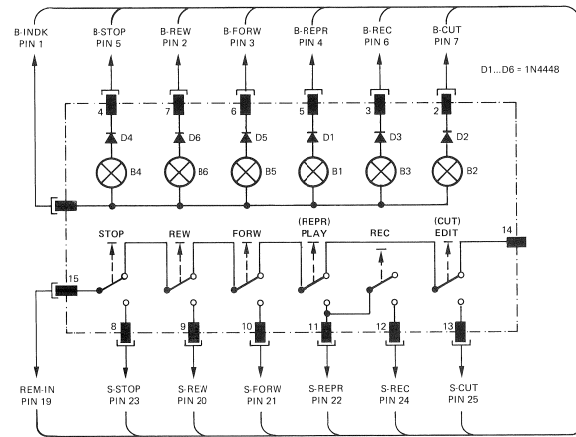 B-INDK B-STOP B-REW B-FORW B-REPR B-REC B-CUT
PIN 1 PIN 5 PIN 2 PIN 3 PIN 4 PIN 6 PIN 7
D1...D6 = 1N4448
4 7 6 5 3 2
D4 D6 D5 D1 D3 D2
B4 B6 B5 B1 B3 B2
(REPR) (CUT)
STOP REW FORW PLAY REC EDIT 14
15
8 9 10 11 12 13
REM-IN S-STOP S-REW S-FORW S-REPR S-REC S-CUT
PIN 19 PIN 23 PIN 20 PIN 21 PIN 22 PIN 24 PIN 25